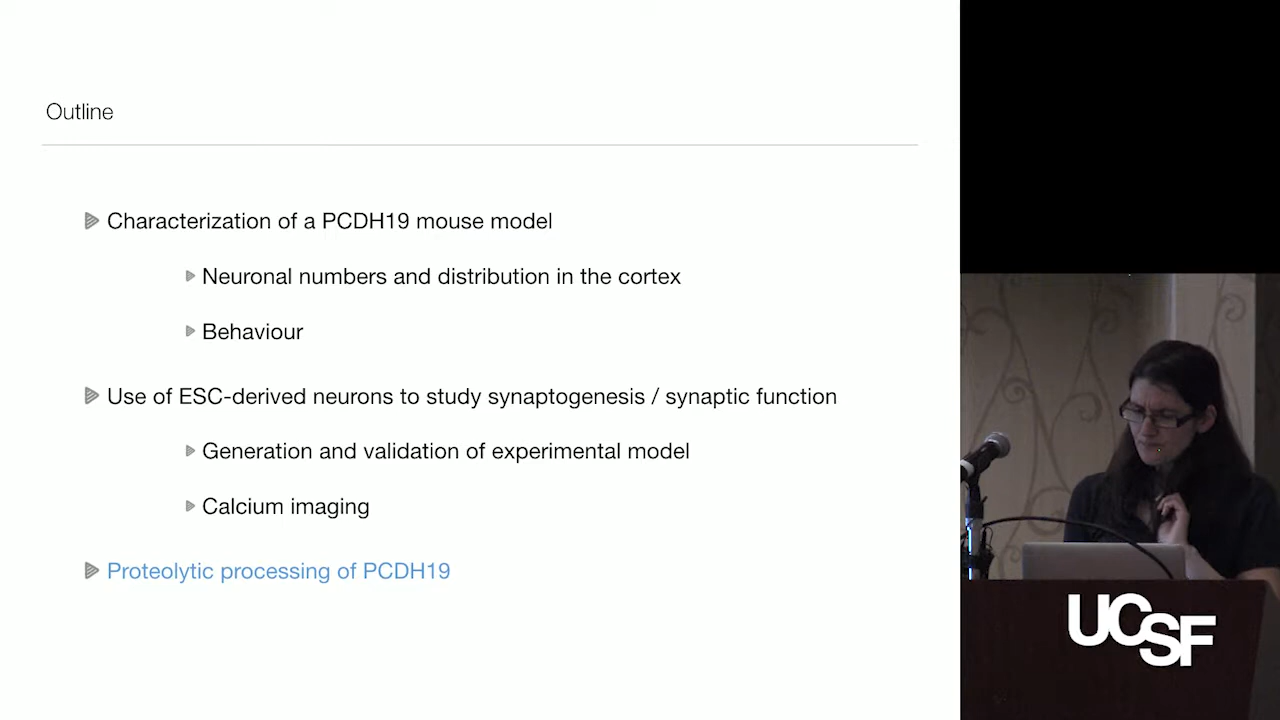 Outline
Characterization of a PCDH19 mouse model
Neuronal numbers and distribution in the cortex
Behaviour
Use of ESC-derived neurons to study synaptogenesis / synaptic function
Generation and validation of experimental model
Calcium imaging
Proteolytic processing of PCDH19
UCSF